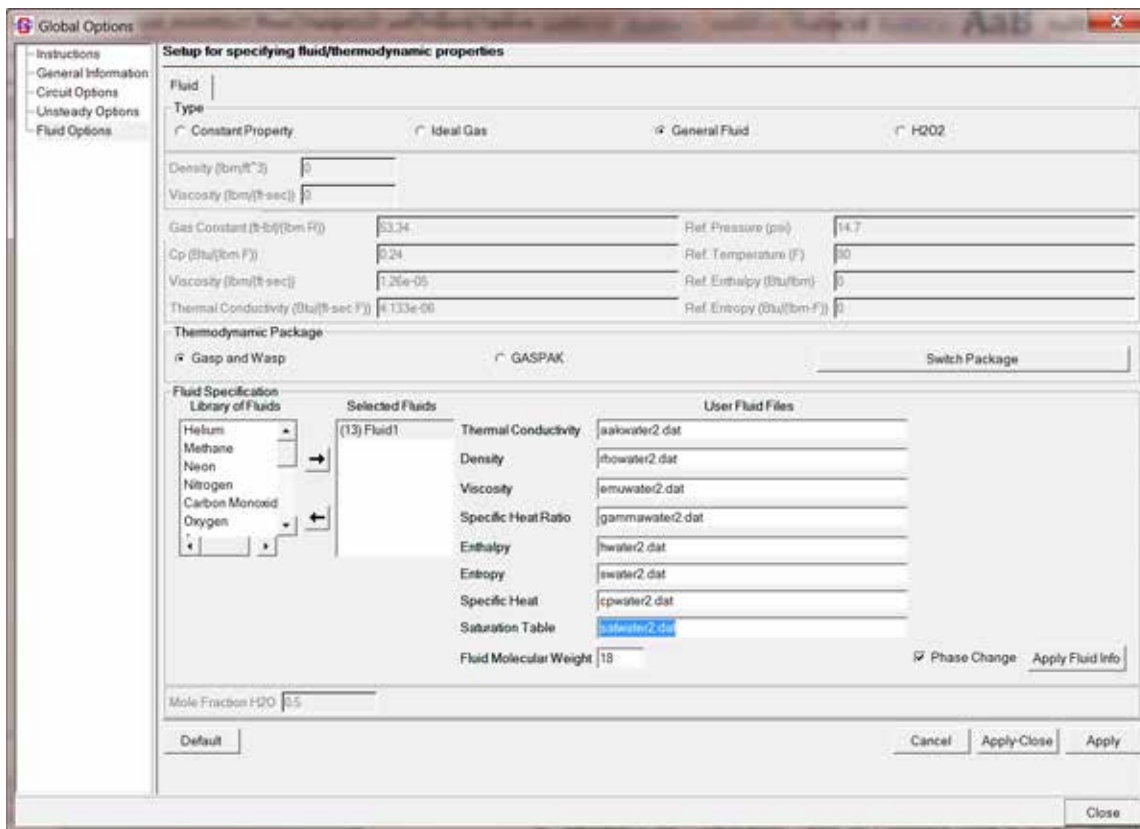 Global Options
Instructions
General Information
Circuit Options
Unsteady Options
Fluid Options
Setup for specifying fluid/thermodynamic properties
Fluid
Type
Constant Property
Ideal Gas
General Fluid
H2O2
Density (lbm/ft^3) 0
Viscosity (lbm/(ft-sec)) 0
Gas Constant (ft-lbf/(lbm R)) 53.34
Ref. Pressure (psi) 14.7
Cp (Btu/(lbm F)) 0.24
Ref. Temperature (F) 80
Viscosity (lbm/(ft-sec)) 1.26e-05
Ref. Enthalpy (Btu/lbm) 0
Thermal Conductivity (Btu/(ft-sec F)) 4.133e-06
Ref. Entropy (Btu/(lbm-F)) 0
Thermodynamic Package
Gasp and Wasp
GASPAK
Switch Package
Fluid Specification
Library of Fluids
Selected Fluids
User Fluid Files
Helium
Methane
Neon
Nitrogen
Carbon Monoxid
Oxygen
(13) Fluid1
Thermal Conductivity aakwater2.dat
Density rhowater2.dat
Viscosity emuwater2.dat
Specific Heat Ratio gammawater2.dat
Enthalpy hwater2.dat
Entropy swater2.dat
Specific Heat cpwater2.dat
Saturation Table satwater2.dat
Fluid Molecular Weight 18
Phase Change
Apply Fluid Info
Mole Fraction H2O 0.5
Default
Cancel
Apply-Close
Apply
Close